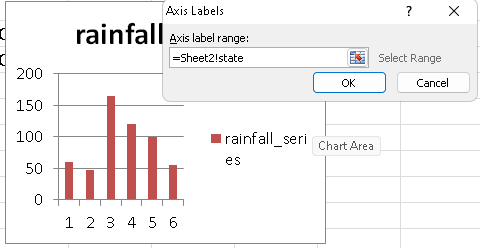 Axis Labels
Axis label range:
=Sheet2!state
Select Range
OK
Cancel
rainfall
200
150
100
50
0
1 2 3 4 5 6
rainfall_seri
es
Chart Area